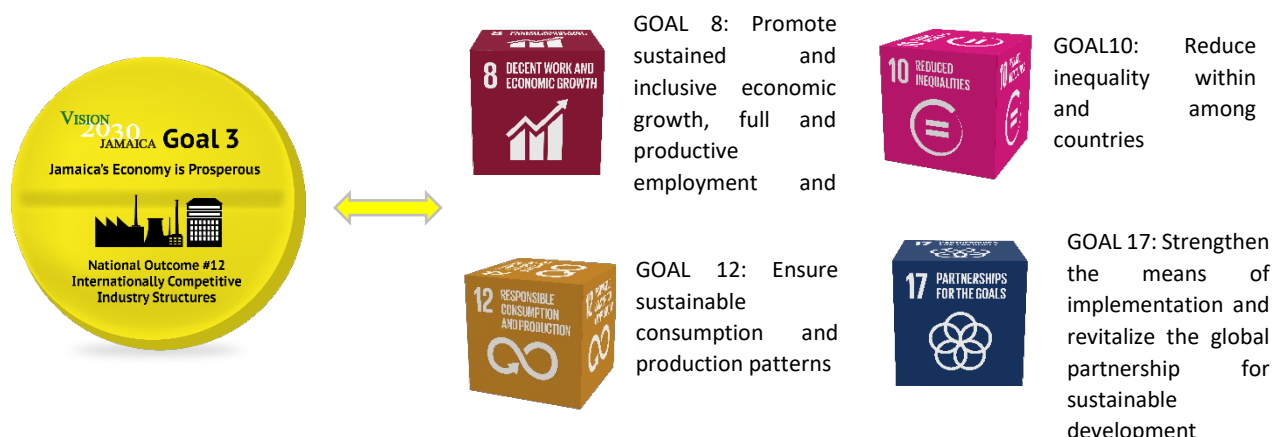 VISION
2030
JAMAICA Goal 3
Jamaica's Economy is Prosperous
National Outcome #12
Internationally Competitive
Industry Structures
8 DECENT WORK AND
ECONOMIC GROWTH
GOAL 8: Promote
sustained and
inclusive economic
growth, full and
productive
employment and
10 REDUCED
INEQUALITIES
10
GOAL10: Reduce
inequality within
and among
countries
12 RESPONSIBLE
CONSUMPTION
AND PRODUCTION
12
GOAL 12: Ensure
sustainable
consumption and
production patterns
17 PARTNERSHIPS
FOR THE GOALS
GOAL 17: Strengthen
the means of
implementation and
revitalize the global
partnership for
sustainable
development